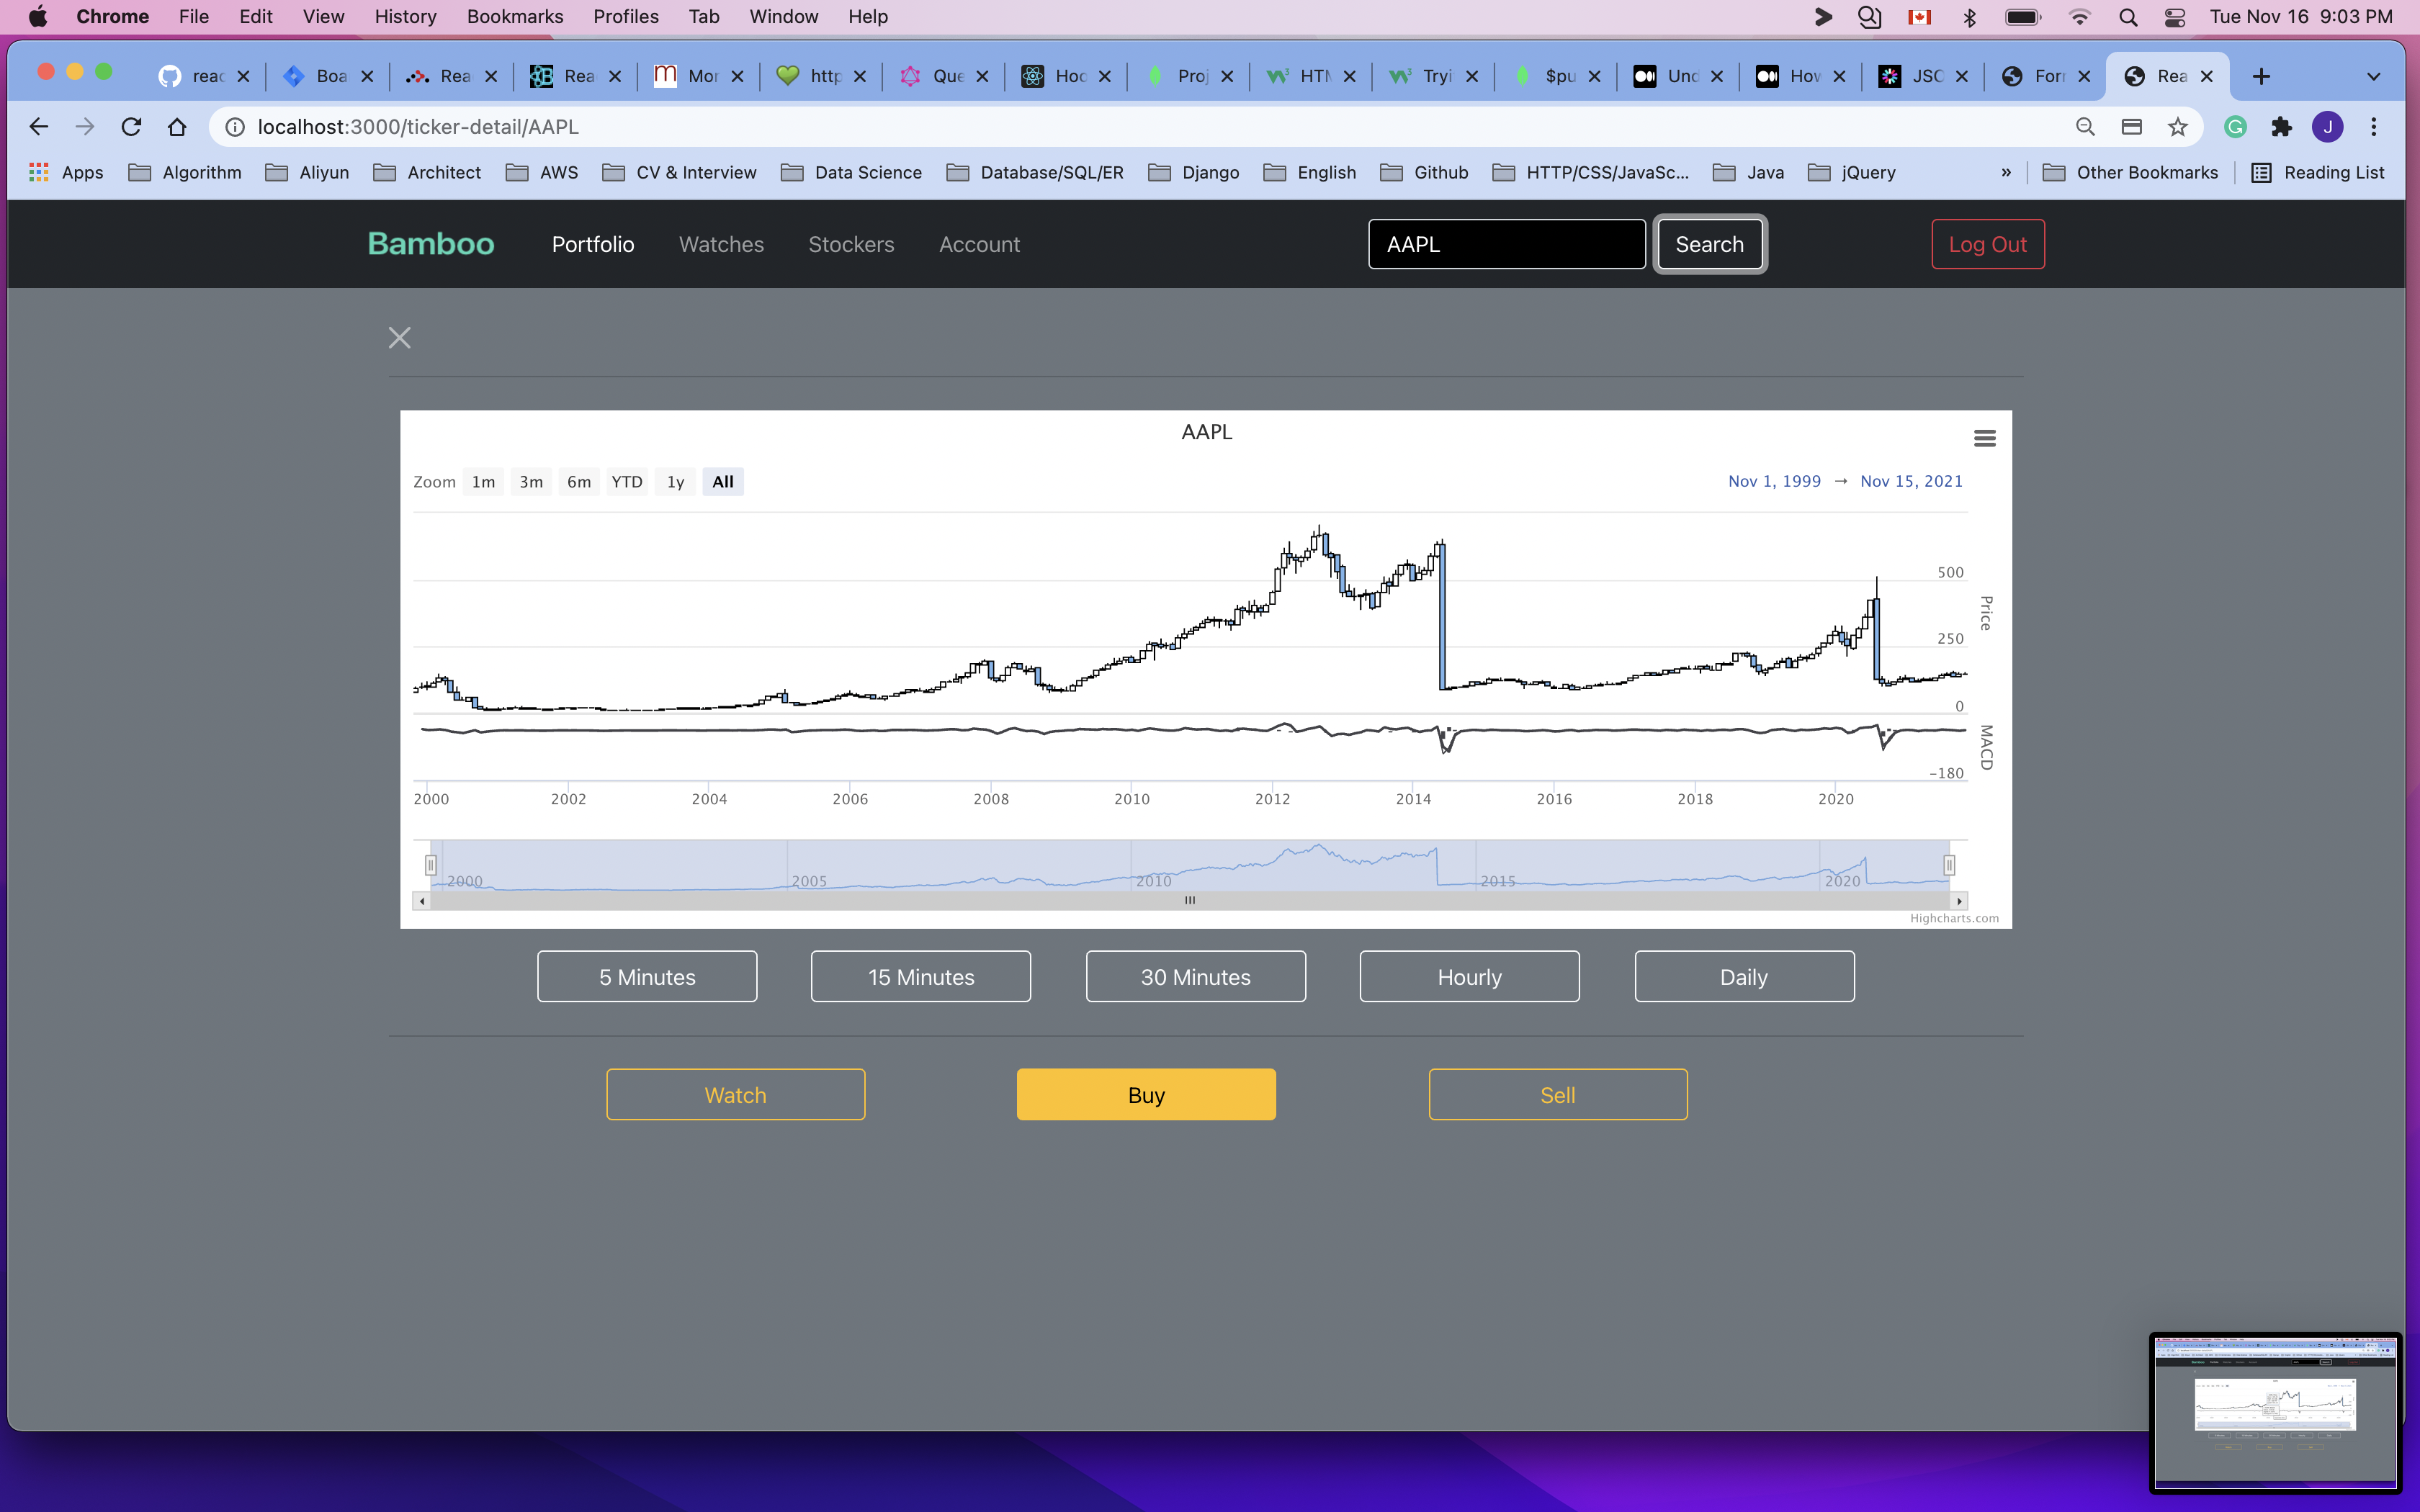 Chrome File Edit View History Bookmarks Profiles Tab Window Help Tue Nov 16 9:03 PM
reac Boa Rea Rea Mor http Que Hoc Proj HTM Tryi $pu Unc How JSC Forr Rea
localhost:3000/ticker-detail/AAPL J
Apps Algorithm Aliyun Architect AWS CV & Interview Data Science Database/SQL/ER Django English Github HTTP/CSS/JavaSc... Java jQuery » Other Bookmarks Reading List
Bamboo Portfolio Watches Stockers Account AAPL Search Log Out
AAPL
Zoom 1m 3m 6m YTD 1y All Nov 1, 1999 → Nov 15, 2021
500
Price
250
0
MACD
-180
2000 2002 2004 2006 2008 2010 2012 2014 2016 2018 2020
2000 2005 2010 2015 2020
Highcharts.com
5 Minutes 15 Minutes 30 Minutes Hourly Daily
Watch Buy Sell